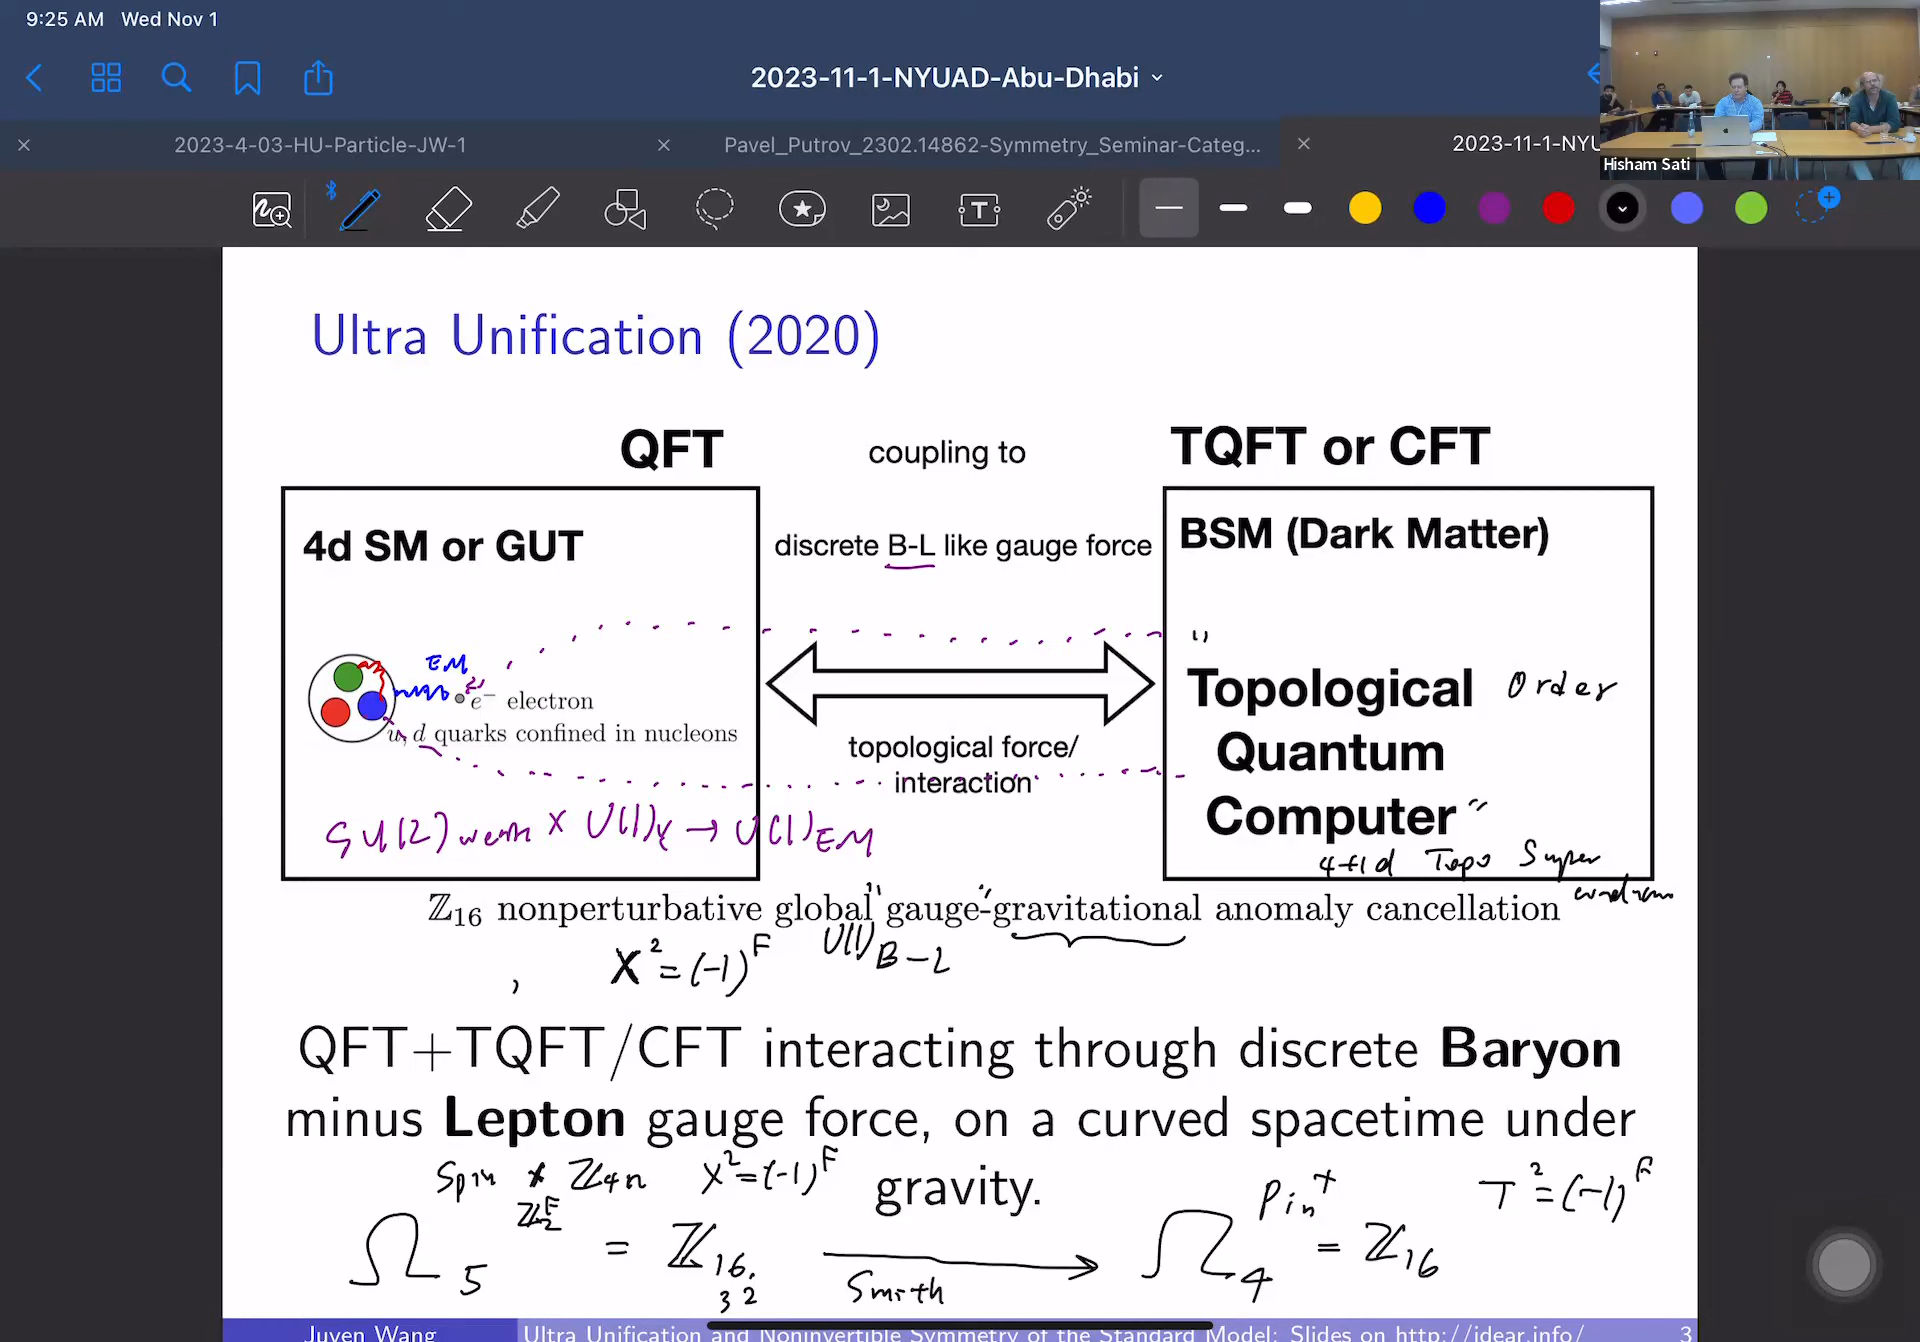 9:25 AM Wed Nov 1
2023-11-1-NYUAD-Abu-Dhabi
2023-4-03-HU-Particle-JW-1
Pavel_Putrov_2302.14862-Symmetry_Seminar-Categ...
2023-11-1-NYU
Hisham Sati
Ultra Unification (2020)
QFT
coupling to
TQFT or CFT
4d SM or GUT
discrete B-L like gauge force
BSM (Dark Matter)
EM
e⁻ electron
u, d quarks confined in nucleons
topological force/
interaction
"Topological Order
Quantum
Computer"
SU(2) weak × U(1)Y → U(1)EM
4+1d Topo Super
ℤ₁₆ nonperturbative global "gauge"-gravitational anomaly cancellation
X² = (-1)^F
U(1)B-L
QFT+TQFT/CFT interacting through discrete Baryon
minus Lepton gauge force, on a curved spacetime under
gravity.
Ω₅^{Spin ×_{ℤ₂^F} ℤ₄ₙ} = ℤ₁₆. X²=(-1)^F
32
Smith →
Ω₄^{Pin⁺} = ℤ₁₆ T²=(-1)^F
Juven Wang
Ultra Unification and Noninvertible Symmetry of the Standard Model: Slides on http://idear.info/
3